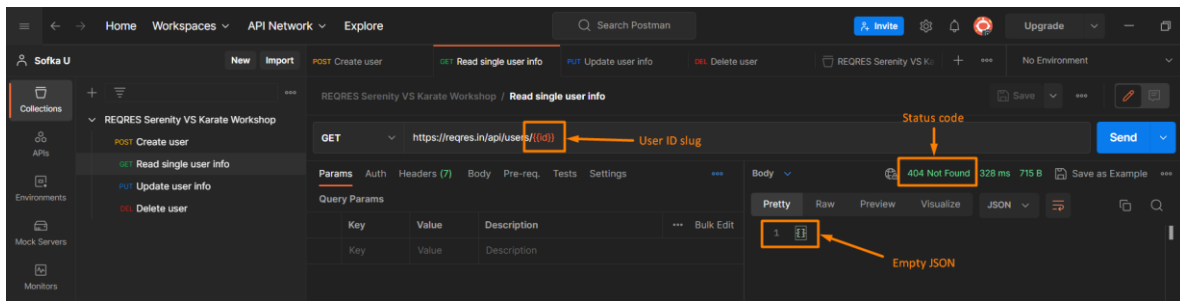 Home Workspaces API Network Explore Search Postman Invite Upgrade
Sofka U New Import POST Create user GET Read single user info PUT Update user info DEL Delete user REQRES Serenity VS Ka No Environment
Collections
APIs
Environments
Mock Servers
Monitors
REQRES Serenity VS Karate Workshop
POST Create user
GET Read single user info
PUT Update user info
DEL Delete user
REQRES Serenity VS Karate Workshop / Read single user info Save
GET https://reqres.in/api/users/{{id}} User ID slug Status code Send
Params Auth Headers (7) Body Pre-req. Tests Settings
Query Params
Key Value Description Bulk Edit
Key Value Description
Body 404 Not Found 328 ms 715 B Save as Example
Pretty Raw Preview Visualize JSON
1 {}
Empty JSON